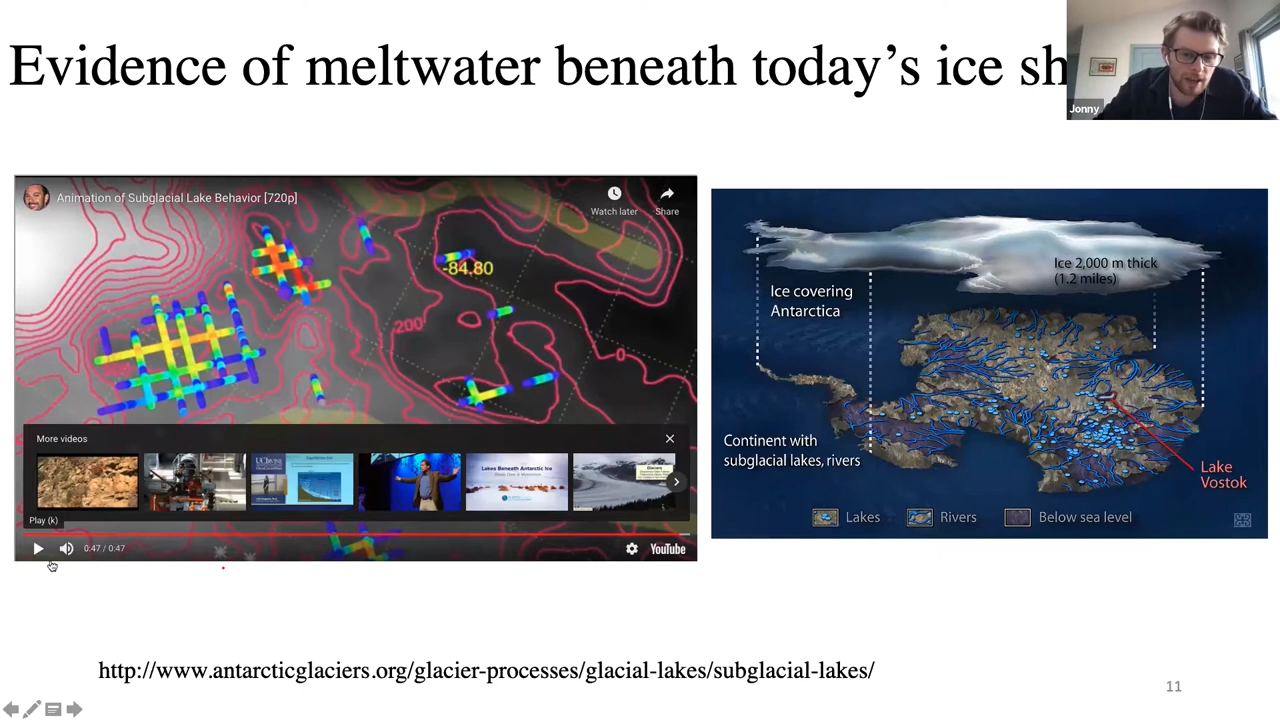 Evidence of meltwater beneath today's ice sh
Jonny
Animation of Subglacial Lake Behavior [720p]
Watch later
Share
-84.80
200
0
More videos
Lakes Beneath Antarctic Ice
Play (k)
0:47 / 0:47
YouTube
Ice 2,000 m thick
(1.2 miles)
Ice covering
Antarctica
Continent with
subglacial lakes, rivers
Lake
Vostok
Lakes
Rivers
Below sea level
http://www.antarcticglaciers.org/glacier-processes/glacial-lakes/subglacial-lakes/
11